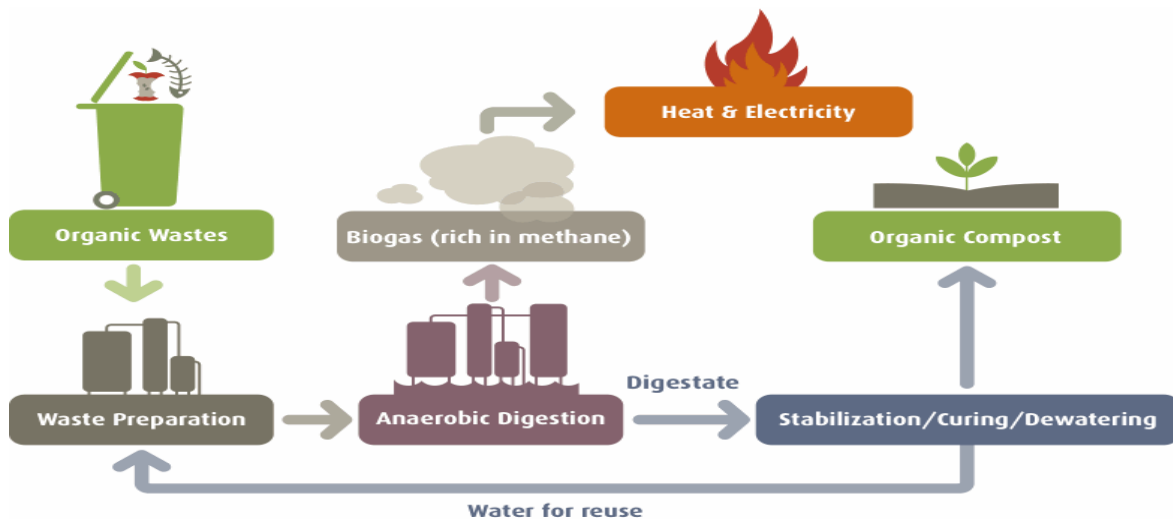 Heat & Electricity
Organic Wastes
Biogas (rich in methane)
Organic Compost
Digestate
Waste Preparation
Anaerobic Digestion
Stabilization/Curing/Dewatering
Water for reuse